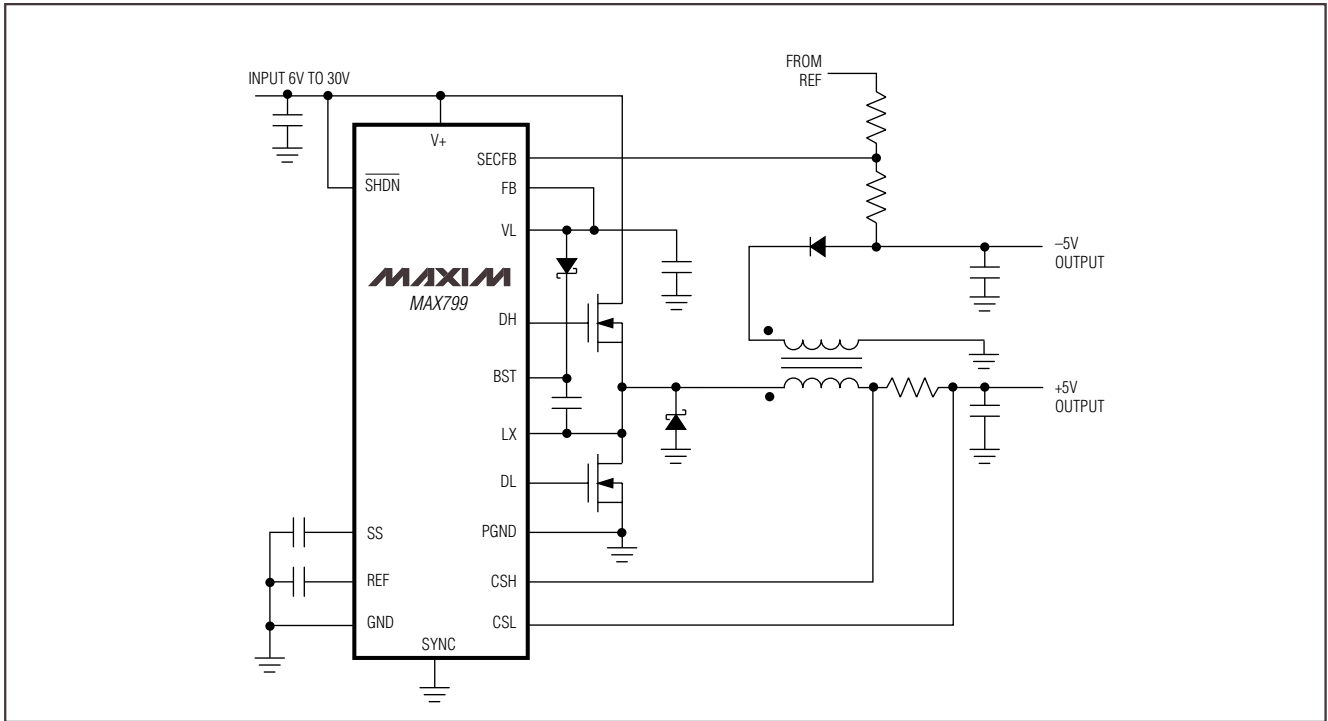 INPUT 6V TO 30V
FROM
REF
V+
SECFB
SHDN
FB
VL
–5V
OUTPUT
MAXIM
MAX799
DH
BST
+5V
OUTPUT
LX
DL
SS
PGND
REF
CSH
GND
CSL
SYNC